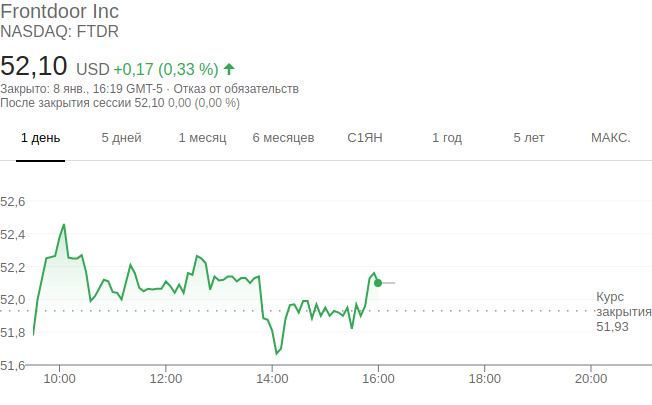 Frontdoor Inc
NASDAQ: FTDR
52,10 USD +0,17 (0,33 %)
Закрыто: 8 янв., 16:19 GMT-5 · Отказ от обязательств
После закрытия сессии 52,10 0,00 (0,00 %)
1 день 5 дней 1 месяц 6 месяцев С1ЯН 1 год 5 лет МАКС.
52,6
52,4
52,2
52,0
51,8
51,6
Курс
закрытия
51,93
10:00 12:00 14:00 16:00 18:00 20:00